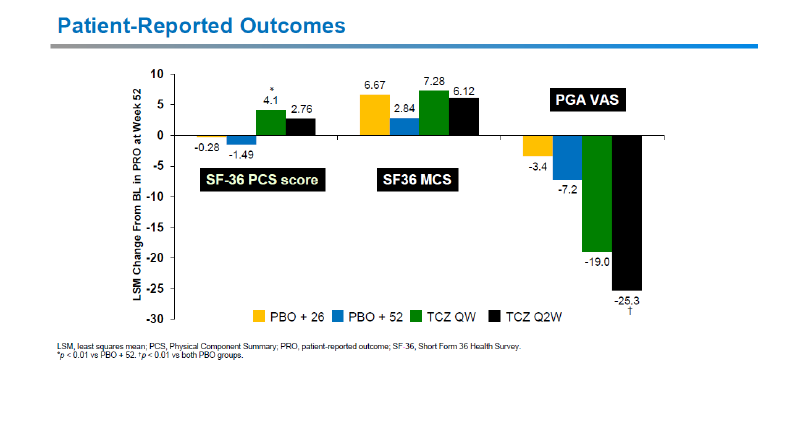 Patient-Reported Outcomes
LSM Change From BL in PRO at Week 52
10
5
0
-5
-10
-15
-20
-25
-30
-0.28
-1.49
*
4.1
2.76
SF-36 PCS score
6.67
2.84
7.28
6.12
SF36 MCS
PGA VAS
-3.4
-7.2
-19.0
-25.3
†
PBO + 26 PBO + 52 TCZ QW TCZ Q2W
LSM, least squares mean; PCS, Physical Component Summary; PRO, patient-reported outcome; SF-36, Short Form 36 Health Survey.
*p < 0.01 vs PBO + 52. †p < 0.01 vs both PBO groups.